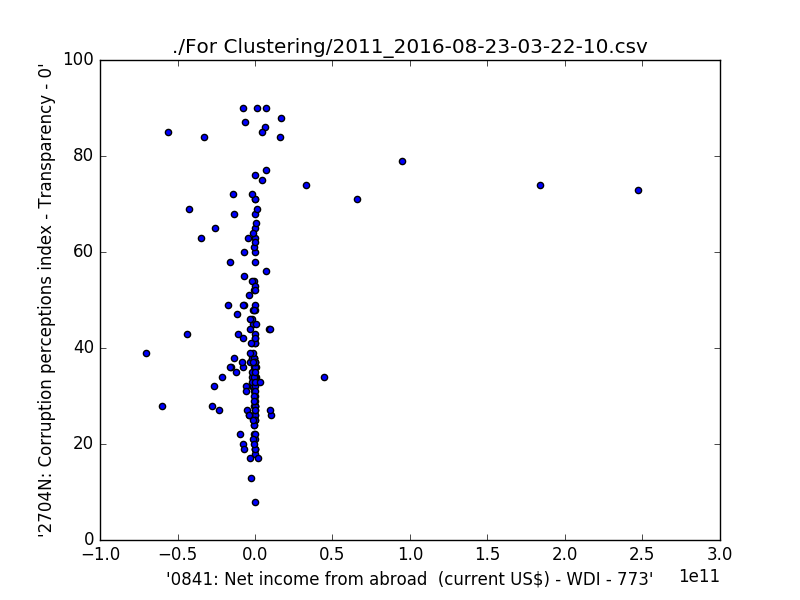 ./For Clustering/2011_2016-08-23-03-22-10.csv
100
80
60
40
20
0
'2704N: Corruption perceptions index - Transparency - 0'
−1.0 −0.5 0.0 0.5 1.0 1.5 2.0 2.5 3.0
1e11
'0841: Net income from abroad  (current US$) - WDI - 773'